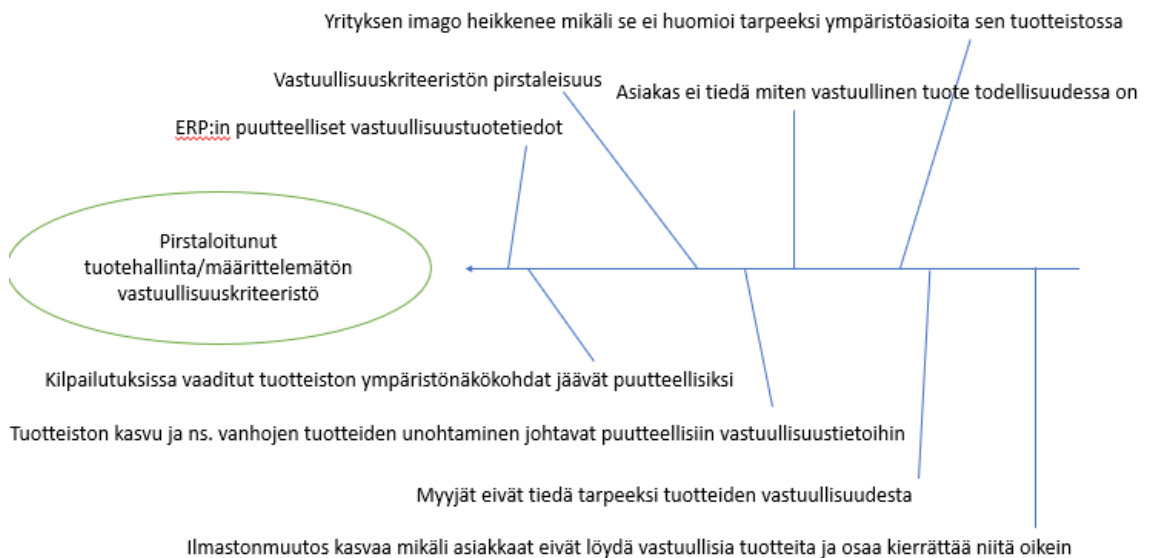 Yrityksen imago heikkenee mikäli se ei huomioi tarpeeksi ympäristöasioita sen tuotteistossa
Vastuullisuuskriteeristön pirstaleisuus
Asiakas ei tiedä miten vastuullinen tuote todellisuudessa on
ERP:in puutteelliset vastuullisuustuotetiedot
Pirstaloitunut
tuotehallinta/määrittelemätön
vastuullisuuskriteeristö
Kilpailutuksissa vaaditut tuotteiston ympäristönäkökohdat jäävät puutteellisiksi
Tuotteiston kasvu ja ns. vanhojen tuotteiden unohtaminen johtavat puutteellisiin vastuullisuustietoihin
Myyjät eivät tiedä tarpeeksi tuotteiden vastuullisuudesta
Ilmastonmuutos kasvaa mikäli asiakkaat eivät löydä vastuullisia tuotteita ja osaa kierrättää niitä oikein